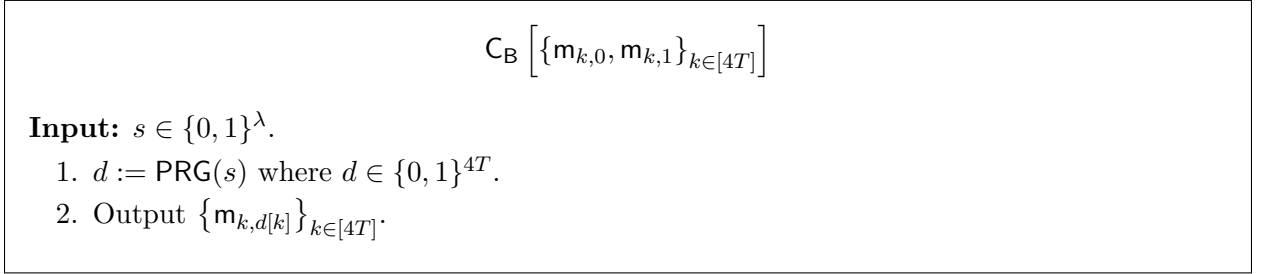 C_B [{m_{k,0}, m_{k,1}}_{k∈[4T]}]
Input: s ∈ {0, 1}^λ.
1. d := PRG(s) where d ∈ {0, 1}^{4T}.
2. Output {m_{k,d[k]}}_{k∈[4T]}.